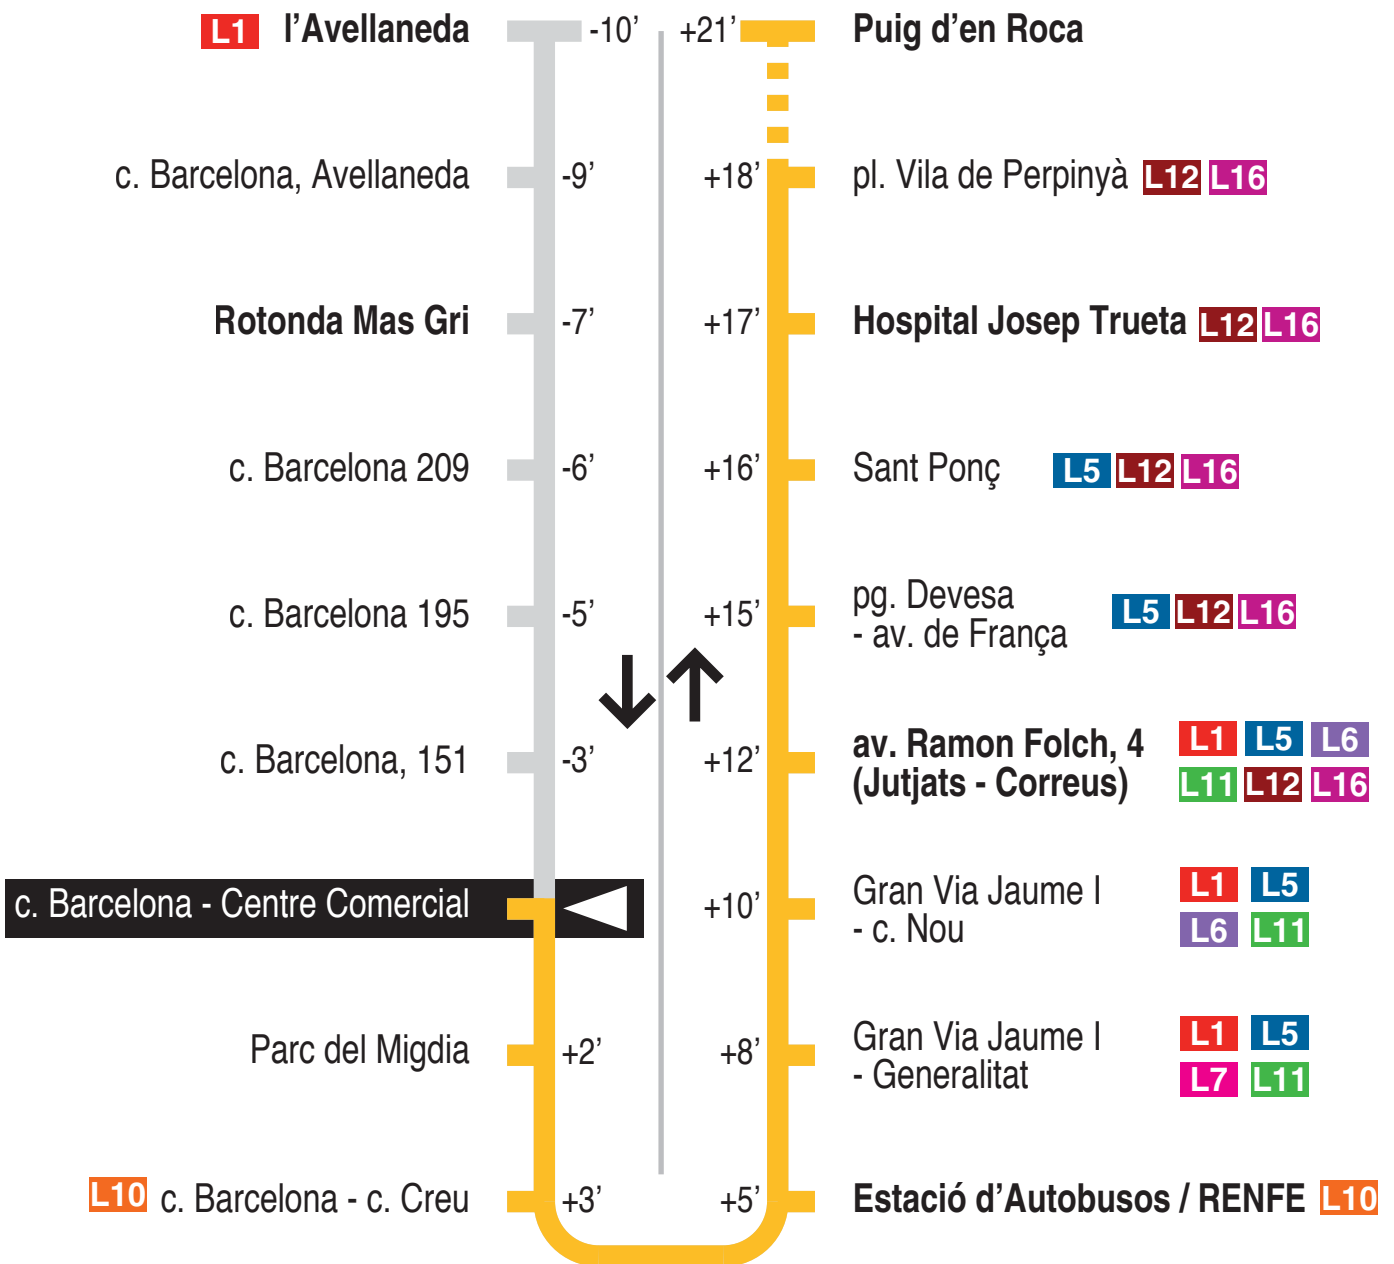 L1 l’Avellaneda -10’
c. Barcelona, Avellaneda -9’
Rotonda Mas Gri -7’
c. Barcelona 209 -6’
c. Barcelona 195 -5’
c. Barcelona, 151 -3’
c. Barcelona - Centre Comercial
Parc del Migdia +2’
L10 c. Barcelona - c. Creu +3’
+21’ Puig d’en Roca
+18’ pl. Vila de Perpinyà L12 L16
+17’ Hospital Josep Trueta L12 L16
+16’ Sant Ponç L5 L12 L16
+15’ pg. Devesa
- av. de França L5 L12 L16
+12’ av. Ramon Folch, 4 L1 L5 L6
(Jutjats - Correus) L11 L12 L16
+10’ Gran Via Jaume I L1 L5
- c. Nou L6 L11
+8’ Gran Via Jaume I L1 L5
- Generalitat L7 L11
+5’ Estació d’Autobusos / RENFE L10